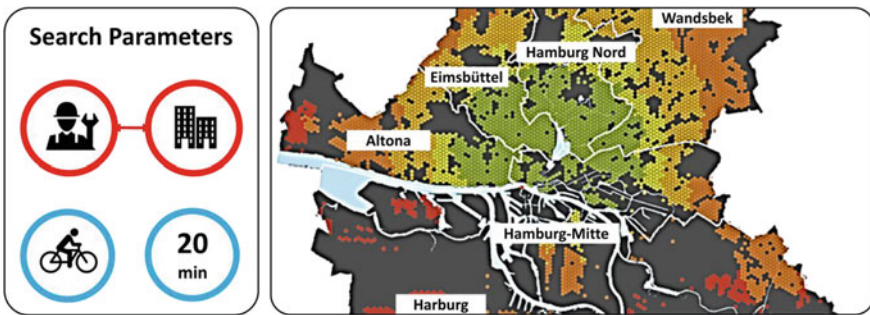 Search Parameters
20
min
Wandsbek
Hamburg Nord
Eimsbüttel
Altona
Hamburg-Mitte
Harburg